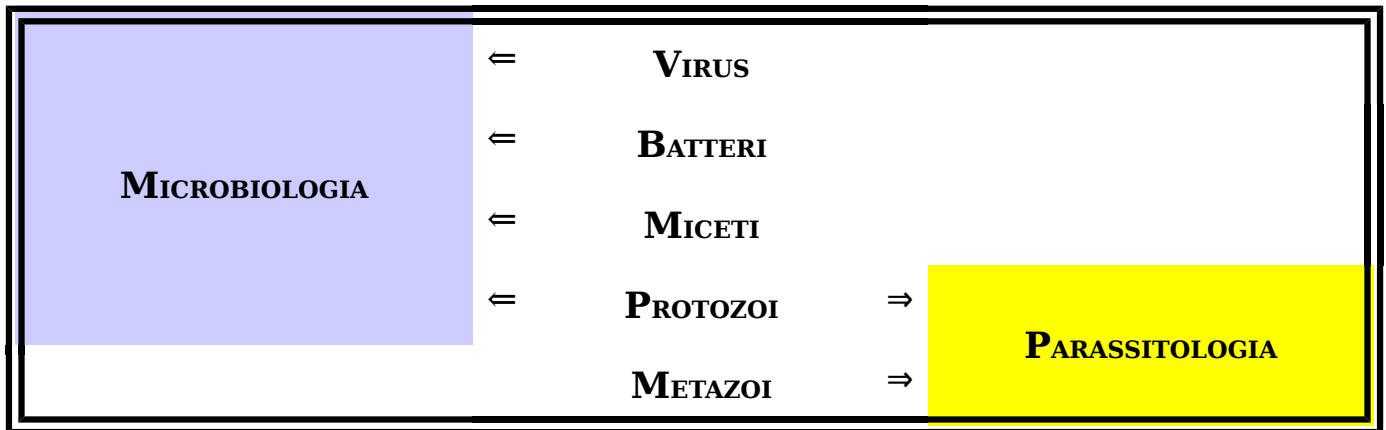 ⇐ VIRUS
⇐ BATTERI
MICROBIOLOGIA
⇐ MICETI
⇐ PROTOZOI ⇒
PARASSITOLOGIA
METAZOI ⇒